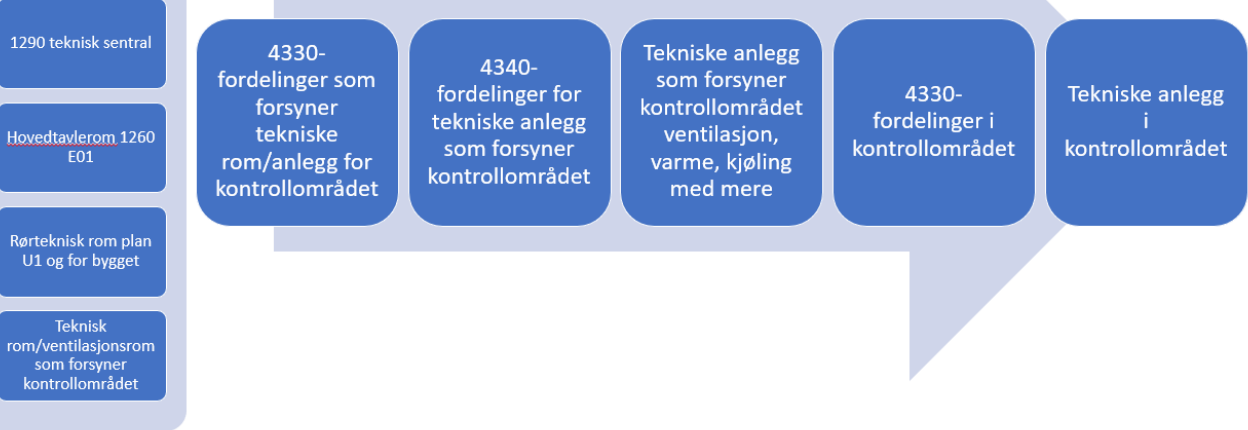 1290 teknisk sentral
Hovedtavlerom 1260
E01
Rørteknisk rom plan
U1 og for bygget
Teknisk
rom/ventilasjonsrom
som forsyner
kontrollområdet
4330-
fordelinger som
forsyner
tekniske
rom/anlegg for
kontrollområdet
4340-
fordelinger for
tekniske anlegg
som forsyner
kontrollområdet
Tekniske anlegg
som forsyner
kontrollområdet
ventilasjon,
varme, kjøling
med mere
4330-
fordelinger i
kontrollområdet
Tekniske anlegg
i
kontrollområdet